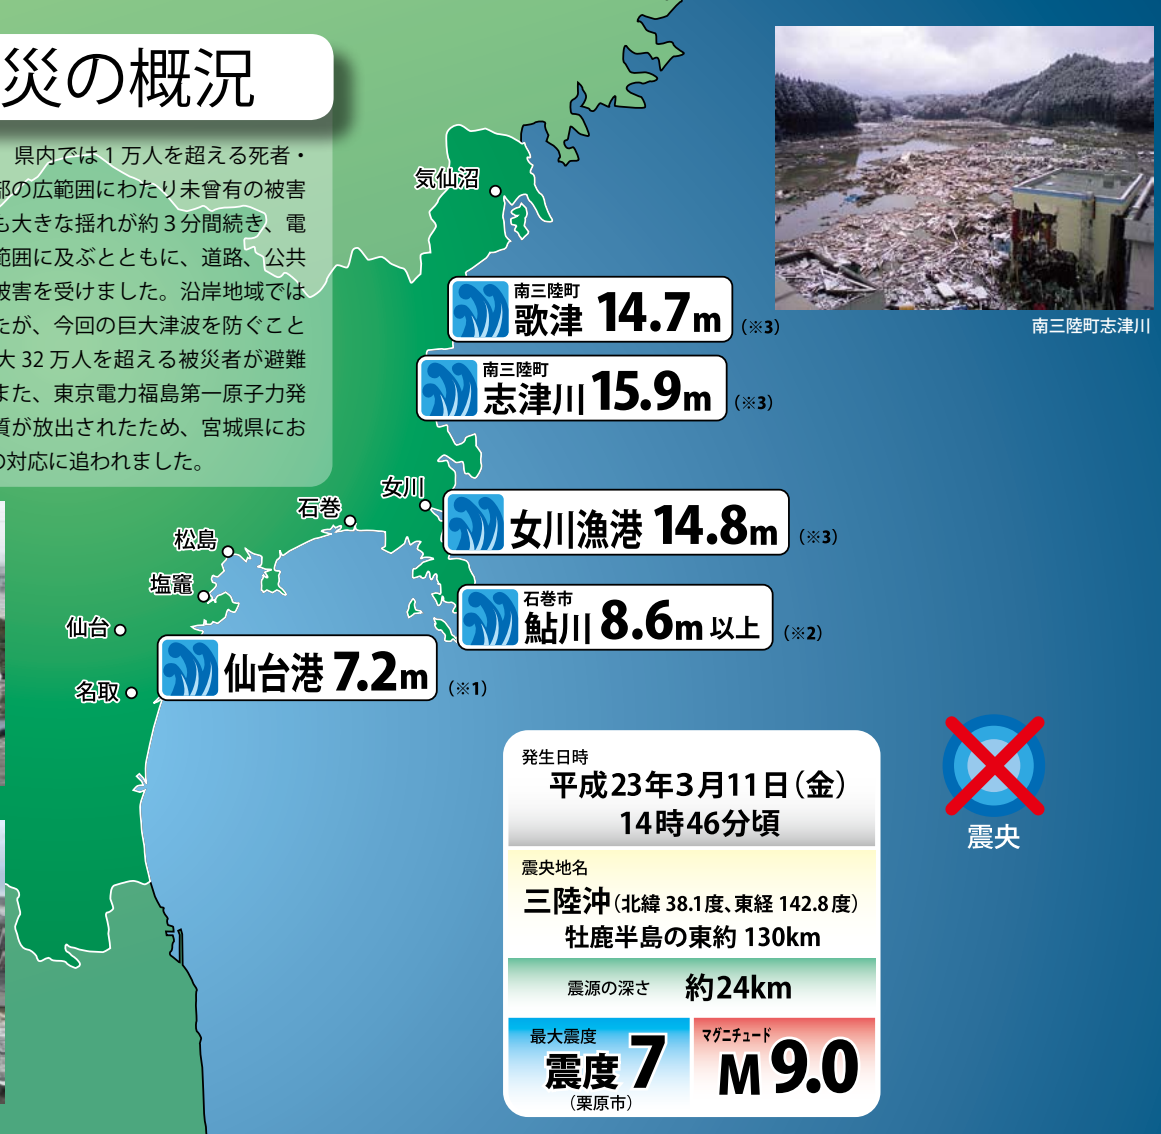 災の概況
県内では１万人を超える死者・
部の広範囲にわたり未曾有の被害
も大きな揺れが約３分間続き、電
範囲に及ぶとともに、道路、公共
被害を受けました。沿岸地域では
たが、今回の巨大津波を防ぐこと
大 32 万人を超える被災者が避難
また、東京電力福島第一原子力発
質が放出されたため、宮城県にお
の対応に追われました。
南三陸町志津川
気仙沼
南三陸町
歌津 14.7m (※3)
南三陸町
志津川 15.9m (※3)
女川
石巻
女川漁港 14.8m (※3)
松島
塩竈
石巻市
鮎川 8.6m 以上 (※2)
仙台
仙台港 7.2m (※1)
名取
発生日時
平成23年3月11日（金）
14時46分頃
震央
震央地名
三陸沖（北緯 38.1度、東経 142.8度）
牡鹿半島の東約 130km
震源の深さ 約24km
最大震度
震度 7
（栗原市）
マグニチュード
M 9.0